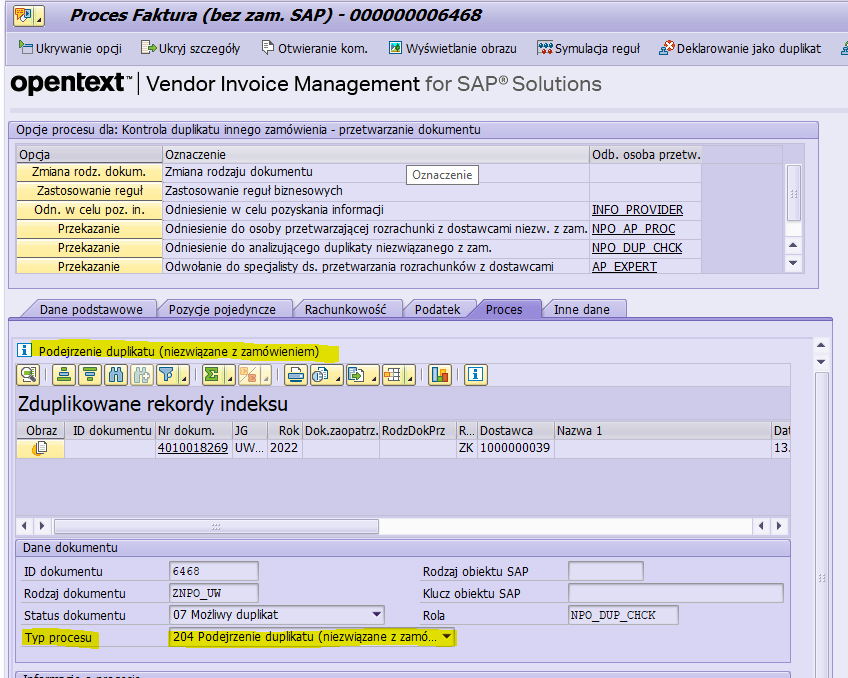 Proces Faktura (bez zam. SAP) - 000000006468
Ukrywanie opcji Ukryj szczegóły Otwieranie kom. Wyświetlanie obrazu Symulacja reguł Deklarowanie jako duplikat
opentext™ | Vendor Invoice Management for SAP® Solutions
Opcje procesu dla: Kontrola duplikatu innego zamówienia - przetwarzanie dokumentu
Opcja Oznaczenie Odb. osoba przetw.
Zmiana rodz. dokum. Zmiana rodzaju dokumentu
Oznaczenie
Zastosowanie reguł Zastosowanie reguł biznesowych
Odn. w celu poz. in. Odniesienie w celu pozyskania informacji INFO_PROVIDER
Przekazanie Odniesienie do osoby przetwarzającej rozrachunki z dostawcami niezw. z zam. NPO_AP_PROC
Przekazanie Odniesienie do analizującego duplikaty niezwiązanego z zam. NPO_DUP_CHCK
Przekazanie Odwołanie do specjalisty ds. przetwarzania rozrachunków z dostawcami AP_EXPERT
Dane podstawowe Pozycje pojedyncze Rachunkowość Podatek Proces Inne dane
Podejrzenie duplikatu (niezwiązane z zamówieniem)
Zduplikowane rekordy indeksu
Obraz ID dokumentu Nr dokum. JG Rok Dok.zaopatrz. RodzDokPrz R... Dostawca Nazwa 1 Dat
4010018269 UW... 2022 ZK 1000000039 13.
Dane dokumentu
ID dokumentu 6468 Rodzaj obiektu SAP
Rodzaj dokumentu ZNPO_UW Klucz obiektu SAP
Status dokumentu 07 Możliwy duplikat Rola NPO_DUP_CHCK
Typ procesu 204 Podejrzenie duplikatu (niezwiązane z zamó...